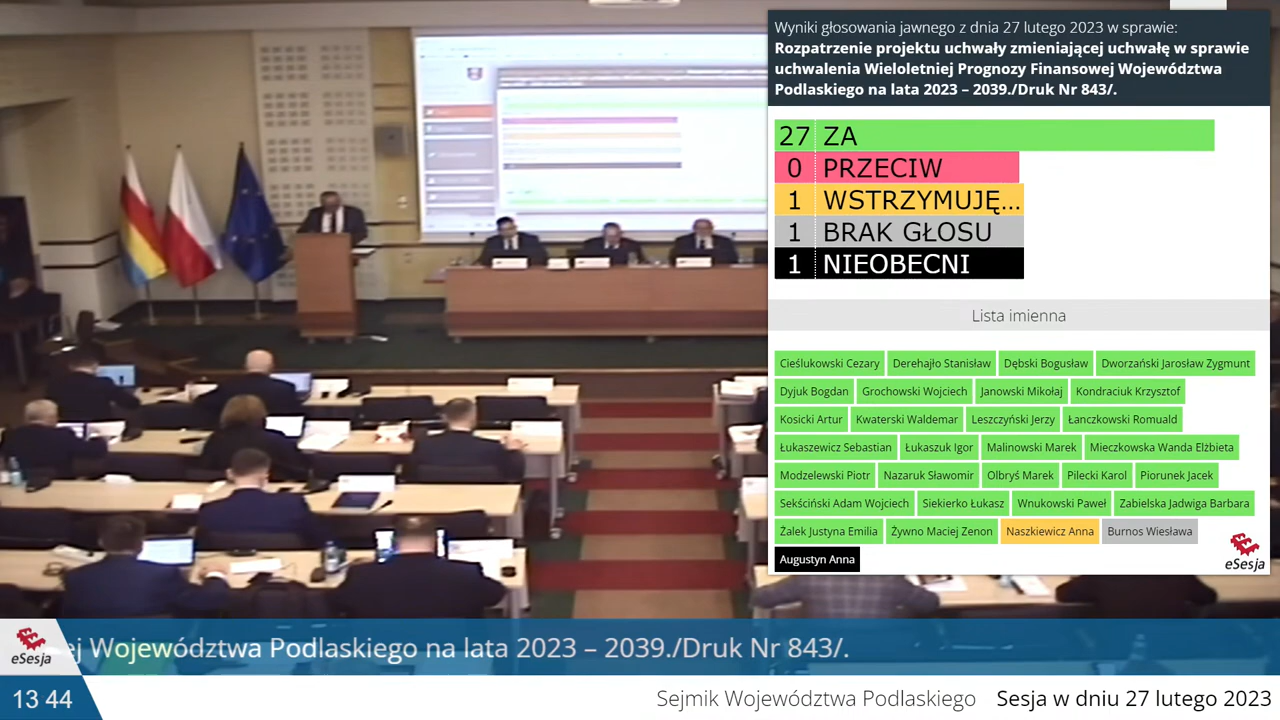 Wyniki głosowania jawnego z dnia 27 lutego 2023 w sprawie:
Rozpatrzenie projektu uchwały zmieniającej uchwałę w sprawie
uchwalenia Wieloletniej Prognozy Finansowej Województwa
Podlaskiego na lata 2023 – 2039./Druk Nr 843/.
27 ZA
0 PRZECIW
1 WSTRZYMUJĘ...
1 BRAK GŁOSU
1 NIEOBECNI
Lista imienna
Cieślukowski Cezary Derehajło Stanisław Dębski Bogusław Dworzański Jarosław Zygmunt
Dyjuk Bogdan Grochowski Wojciech Janowski Mikołaj Kondraciuk Krzysztof
Kosicki Artur Kwaterski Waldemar Leszczyński Jerzy Łanczkowski Romuald
Łukaszewicz Sebastian Łukaszuk Igor Malinowski Marek Mieczkowska Wanda Elżbieta
Modzelewski Piotr Nazaruk Sławomir Olbryś Marek Pilecki Karol Piorunek Jacek
Sekściński Adam Wojciech Siekierko Łukasz Wnukowski Paweł Zabielska Jadwiga Barbara
Żalek Justyna Emilia Żywno Maciej Zenon Naszkiewicz Anna Burnos Wiesława
Augustyn Anna
eSesja
eSesja
ej Województwa Podlaskiego na lata 2023 – 2039./Druk Nr 843/.
13 44
Sejmik Województwa Podlaskiego Sesja w dniu 27 lutego 2023